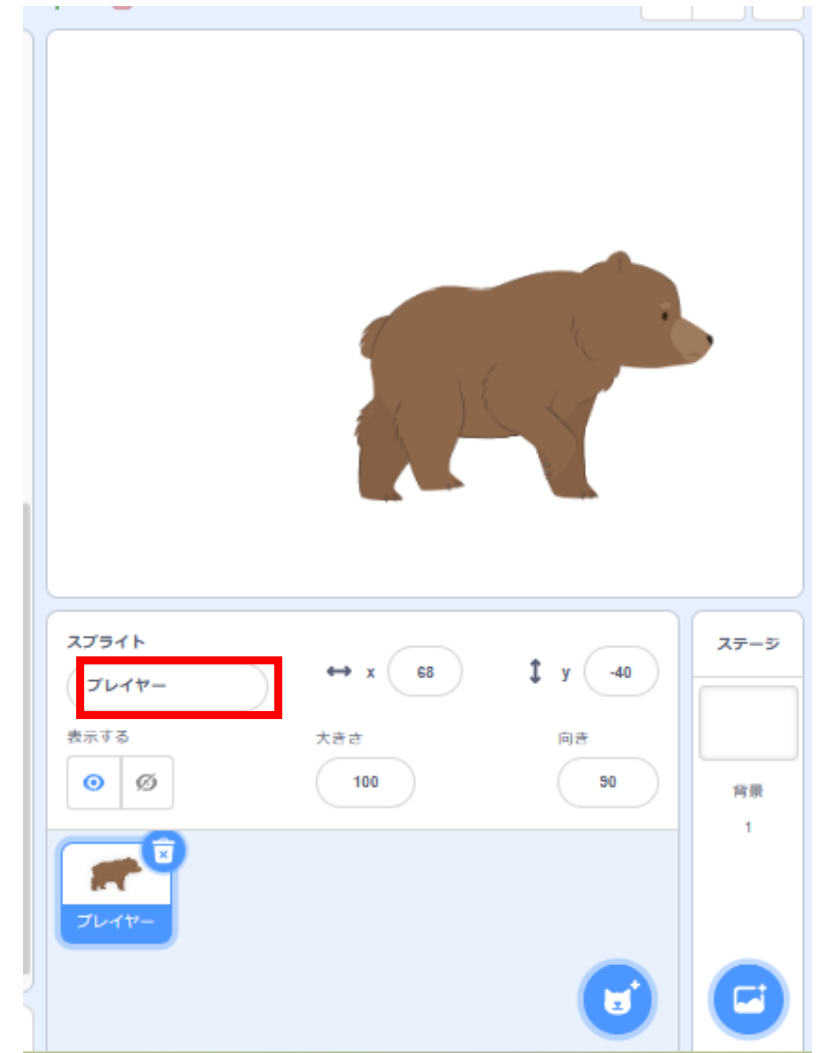 スプライト
ステージ
プレイヤー
x 68
y -40
表示する
大きさ
向き
100
90
背景
1
プレイヤー